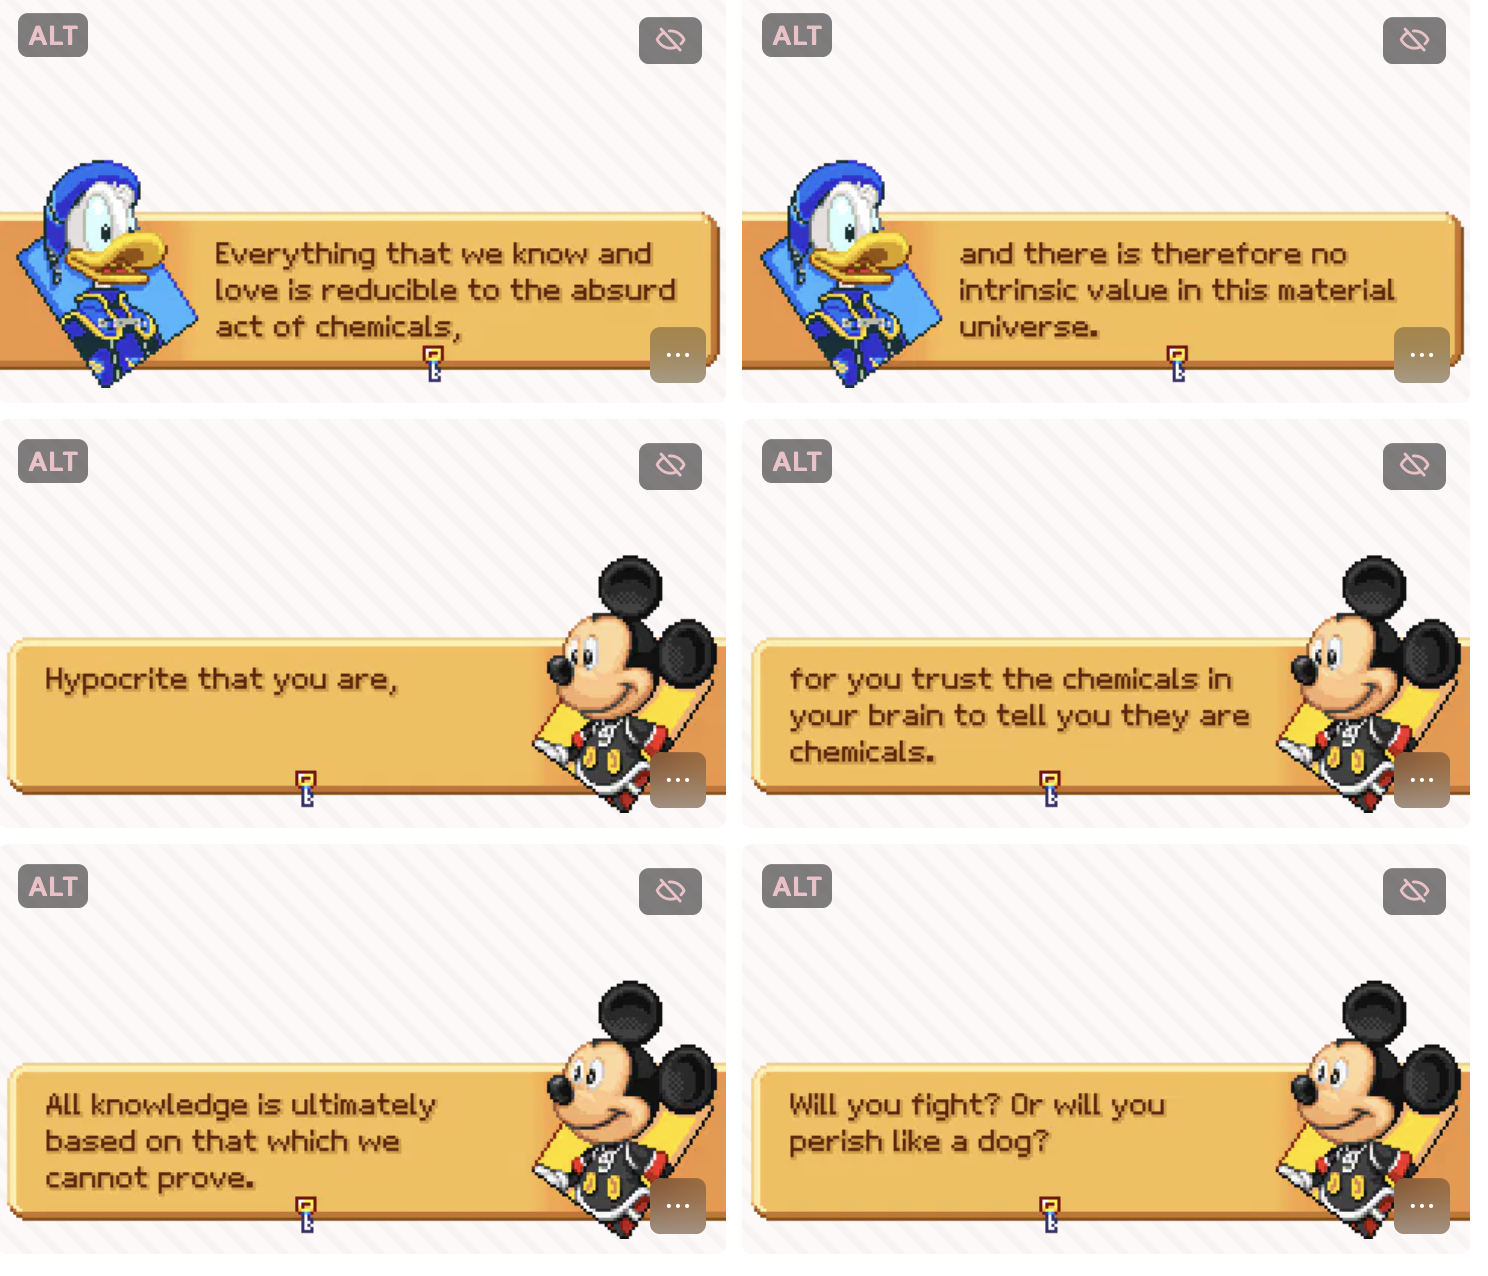 ALT
Everything that we know and
love is reducible to the absurd
act of chemicals,
ALT
and there is therefore no
intrinsic value in this material
universe.
ALT
Hypocrite that you are,
ALT
for you trust the chemicals in
your brain to tell you they are
chemicals.
ALT
All knowledge is ultimately
based on that which we
cannot prove.
ALT
Will you fight? Or will you
perish like a dog?